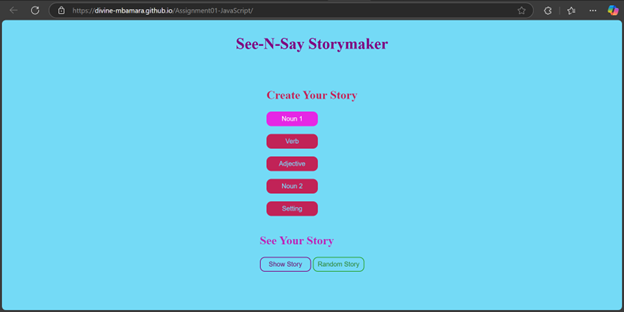 https://divine-mbamara.github.io/Assignment01-JavaScript/
See-N-Say Storymaker
Create Your Story
Noun 1
Verb
Adjective
Noun 2
Setting
See Your Story
Show Story Random Story